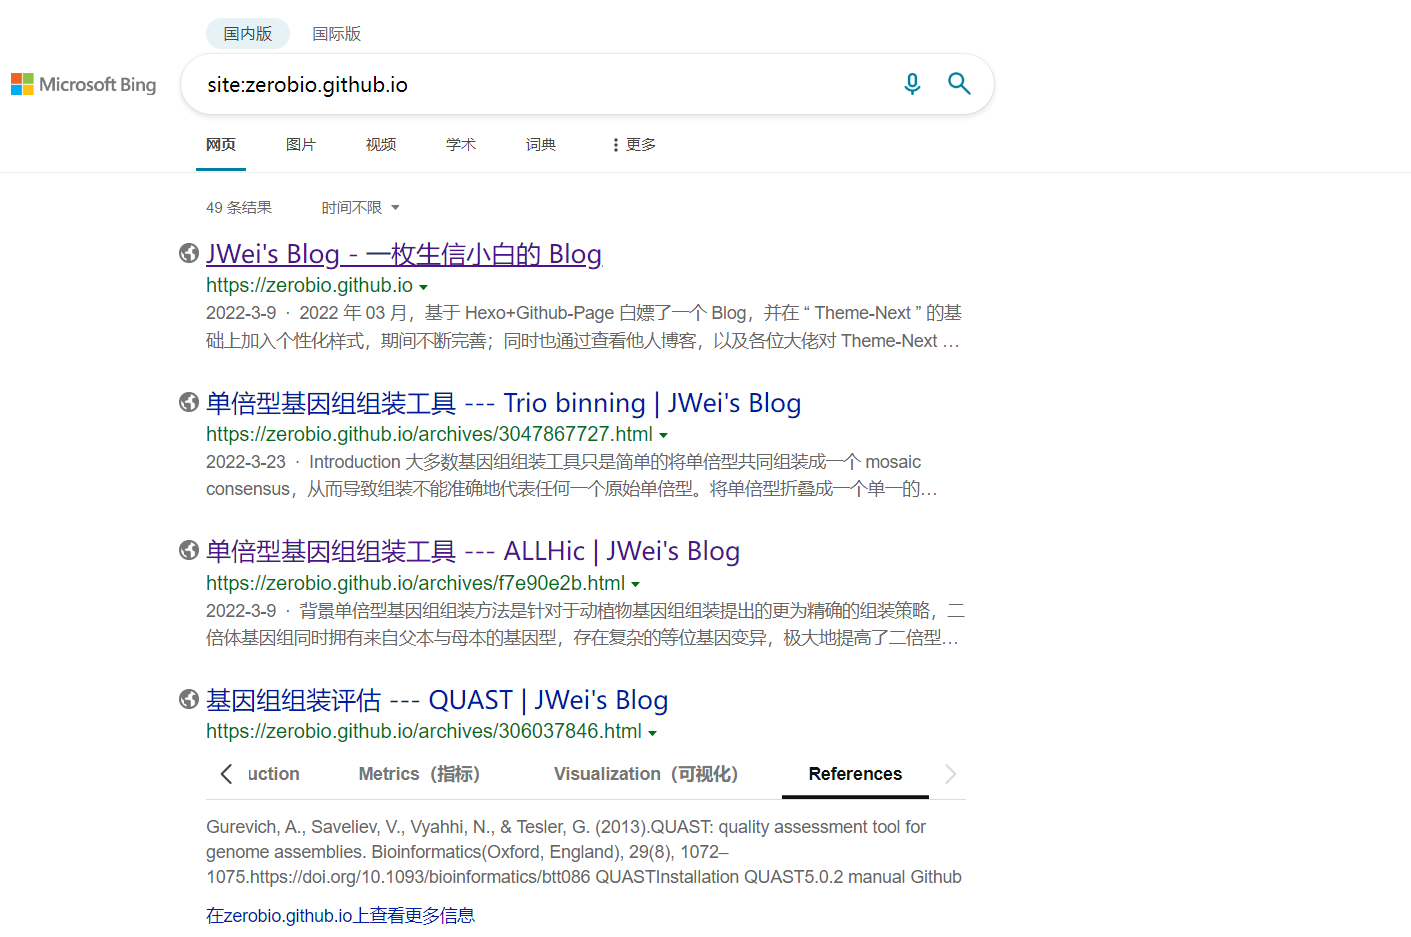 国内版 国际版
Microsoft Bing
site:zerobio.github.io
网页 图片 视频 学术 词典 更多
49 条结果 时间不限
JWei's Blog - 一枚生信小白的 Blog
https://zerobio.github.io
2022-3-9 · 2022 年 03 月，基于 Hexo+Github-Page 白嫖了一个 Blog，并在 “ Theme-Next ” 的基
础上加入个性化样式，期间不断完善；同时也通过查看他人博客，以及各位大佬对 Theme-Next …
单倍型基因组组装工具 --- Trio binning | JWei's Blog
https://zerobio.github.io/archives/3047867727.html
2022-3-23 · Introduction 大多数基因组组装工具只是简单的将单倍型共同组装成一个 mosaic
consensus，从而导致组装不能准确地代表任何一个原始单倍型。将单倍型折叠成一个单一的…
单倍型基因组组装工具 --- ALLHic | JWei's Blog
https://zerobio.github.io/archives/f7e90e2b.html
2022-3-9 · 背景单倍型基因组组装方法是针对于动植物基因组组装提出的更为精确的组装策略，二
倍体基因组同时拥有来自父本与母本的基因型，存在复杂的等位基因变异，极大地提高了二倍型…
基因组组装评估 --- QUAST | JWei's Blog
https://zerobio.github.io/archives/306037846.html
uction Metrics（指标） Visualization（可视化） References
Gurevich, A., Saveliev, V., Vyahhi, N., & Tesler, G. (2013).QUAST: quality assessment tool for
genome assemblies. Bioinformatics(Oxford, England), 29(8), 1072–
1075.https://doi.org/10.1093/bioinformatics/btt086 QUASTInstallation QUAST5.0.2 manual Github
在zerobio.github.io上查看更多信息